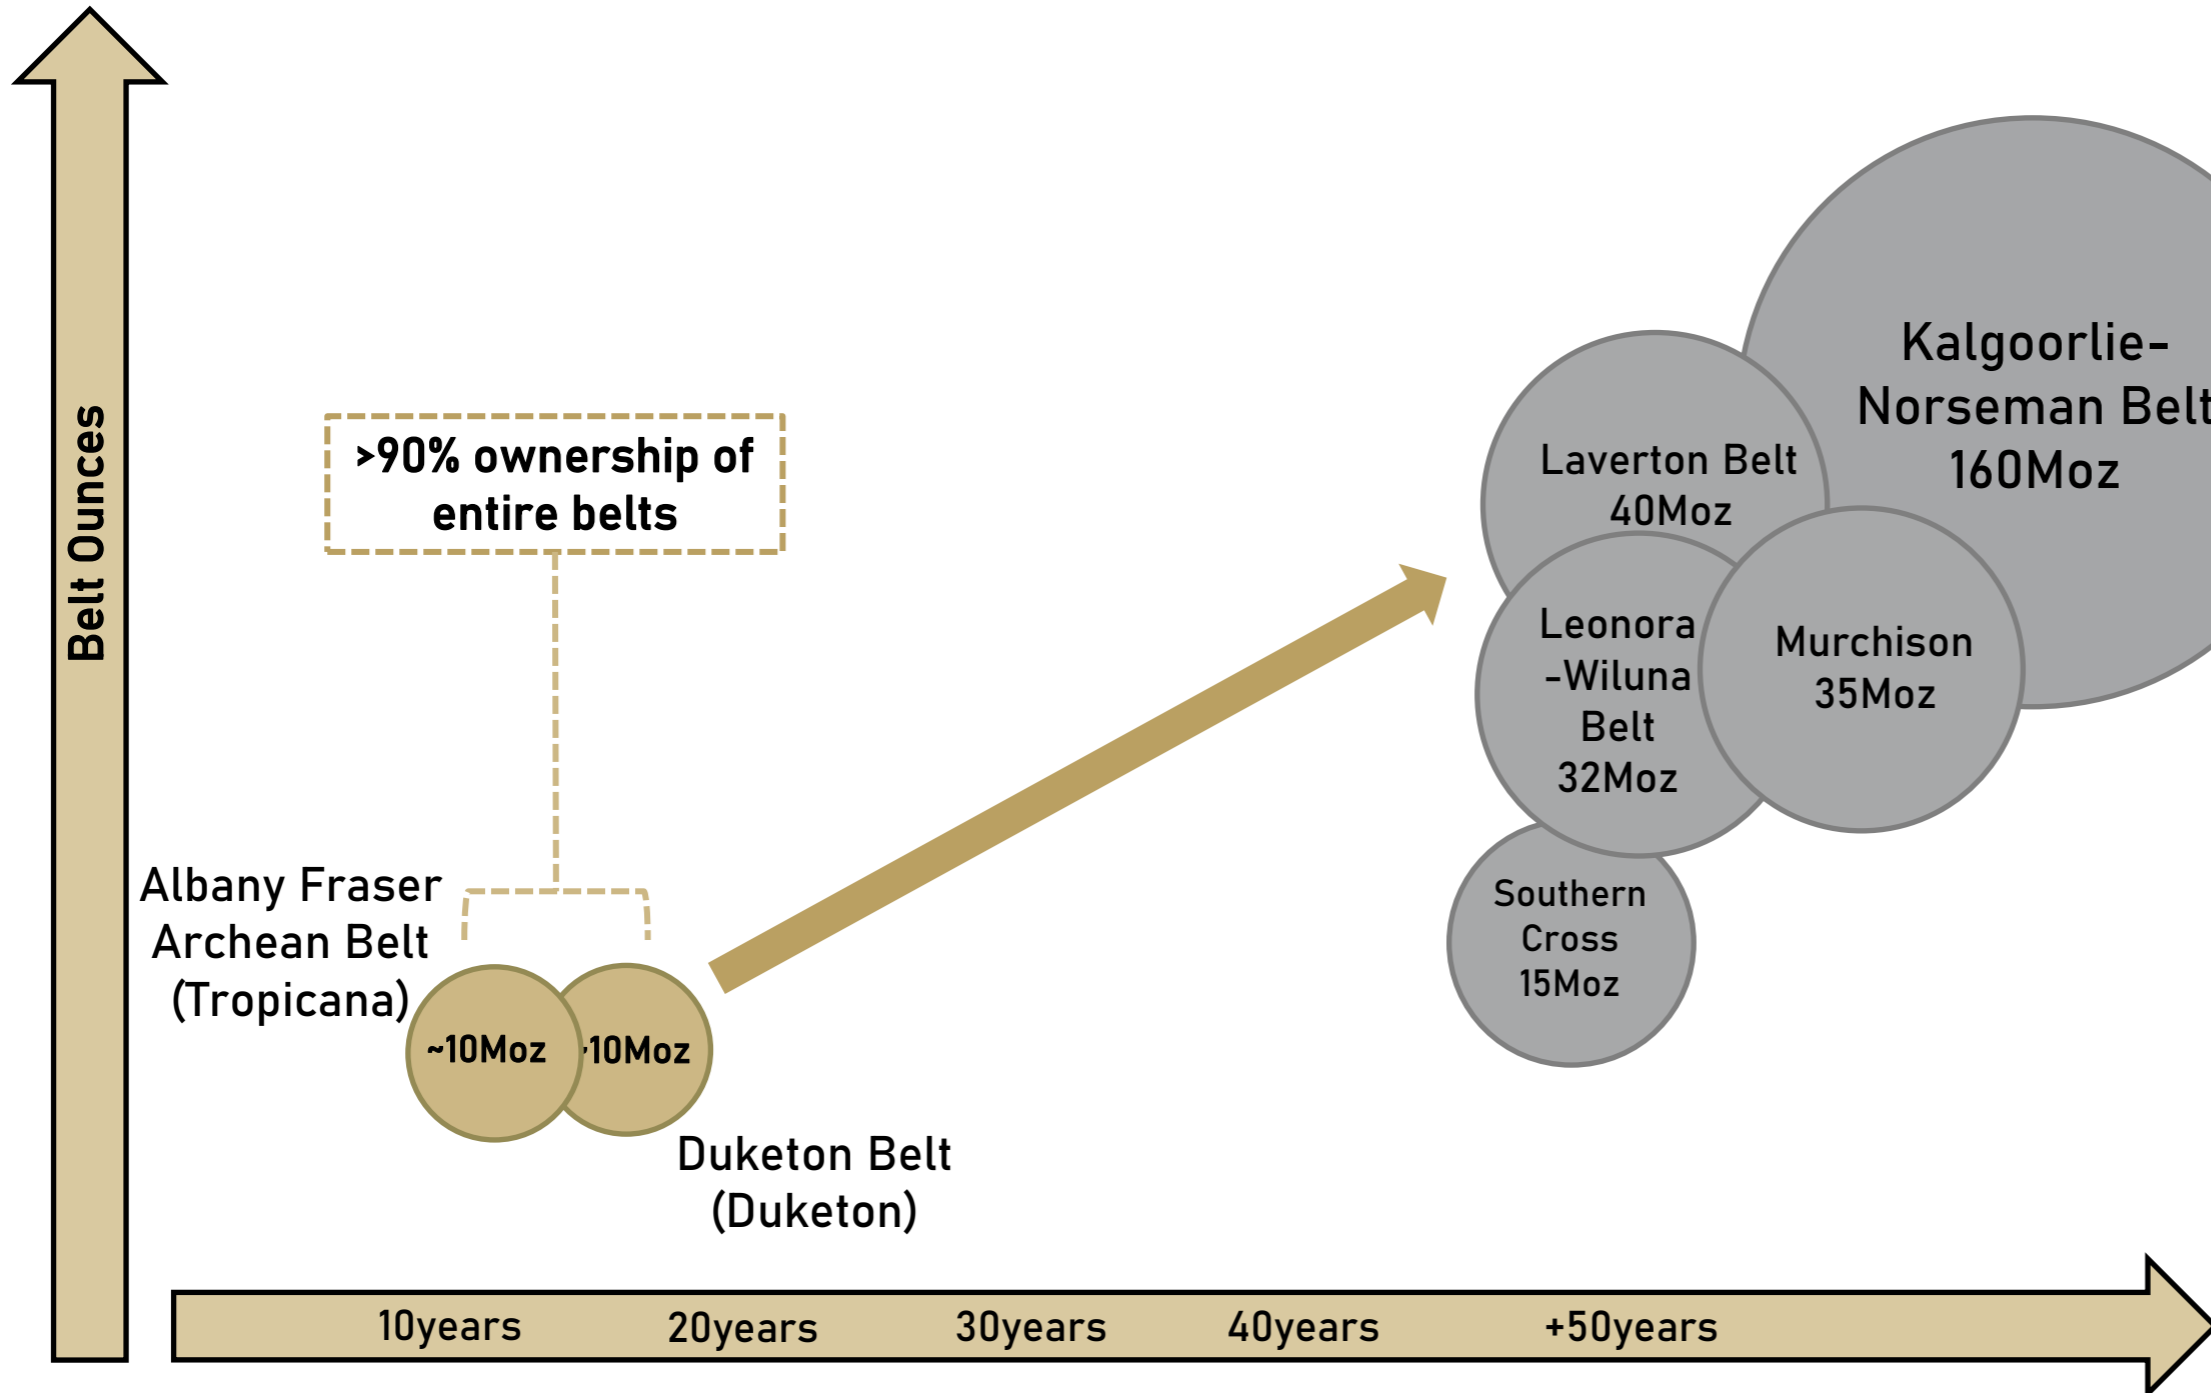 Belt Ounces
>90% ownership of
entire belts
Albany Fraser
Archean Belt
(Tropicana)
~10Moz
~10Moz
Duketon Belt
(Duketon)
Kalgoorlie-
Norseman Belt
160Moz
Laverton Belt
40Moz
Leonora
-Wiluna
Belt
32Moz
Murchison
35Moz
Southern
Cross
15Moz
10years
20years
30years
40years
+50years